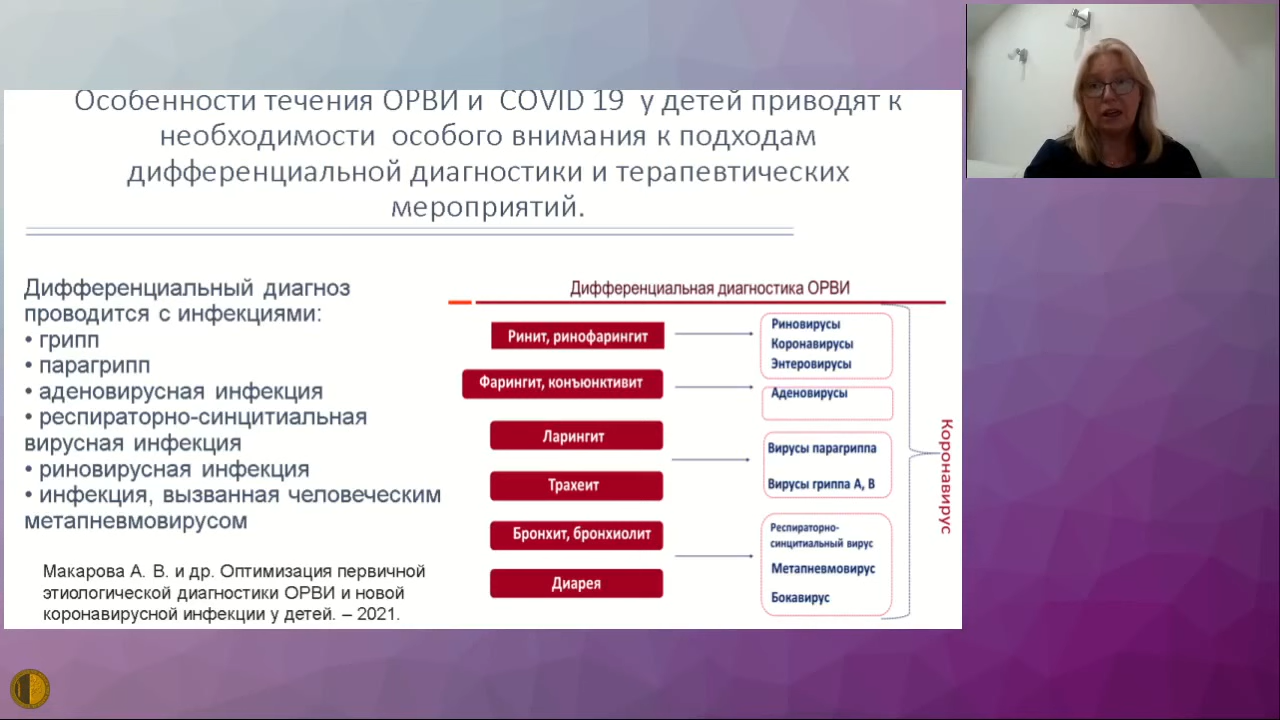 Особенности течения ОРВИ и COVID 19 у детей приводят к
необходимости особого внимания к подходам
дифференциальной диагностики и терапевтических
мероприятий.
Дифференциальный диагноз
проводится с инфекциями:
• грипп
• парагрипп
• аденовирусная инфекция
• респираторно-синцитиальная
вирусная инфекция
• риновирусная инфекция
• инфекция, вызванная человеческим
метапневмовирусом
Макарова А. В. и др. Оптимизация первичной
этиологической диагностики ОРВИ и новой
коронавирусной инфекции у детей. – 2021.
Дифференциальная диагностика ОРВИ
Ринит, ринофарингит
Фарингит, конъюнктивит
Ларингит
Трахеит
Бронхит, бронхиолит
Диарея
Риновирусы
Коронавирусы
Энтеровирусы
Аденовирусы
Вирусы парагриппа
Вирусы гриппа А, В
Респираторно-
синцитиальный вирус
Метапневмовирус
Бокавирус
Коронавирус